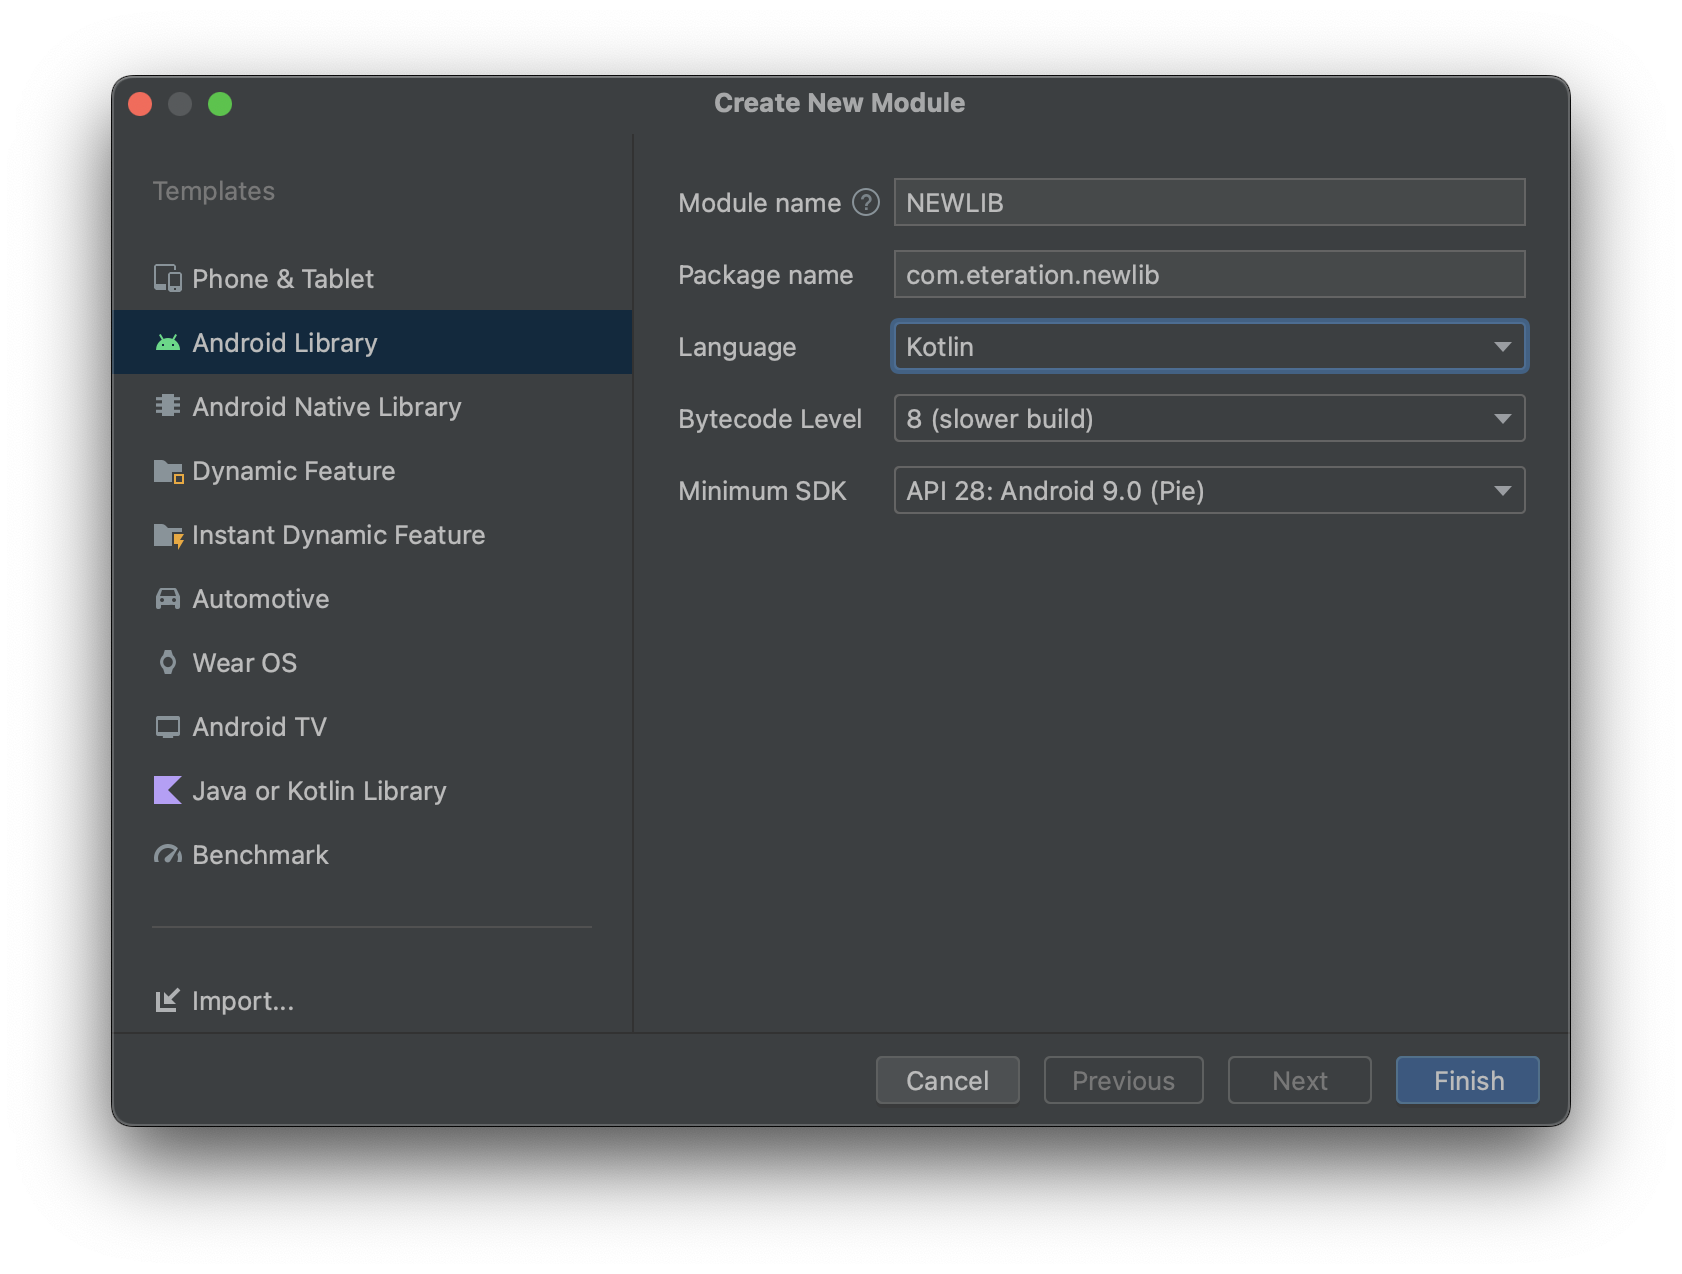 Create New Module
Templates
Phone & Tablet
Android Library
Android Native Library
Dynamic Feature
Instant Dynamic Feature
Automotive
Wear OS
Android TV
Java or Kotlin Library
Benchmark
Import...
Module name ? NEWLIB
Package name com.eteration.newlib
Language Kotlin
Bytecode Level 8 (slower build)
Minimum SDK API 28: Android 9.0 (Pie)
Cancel Previous Next Finish